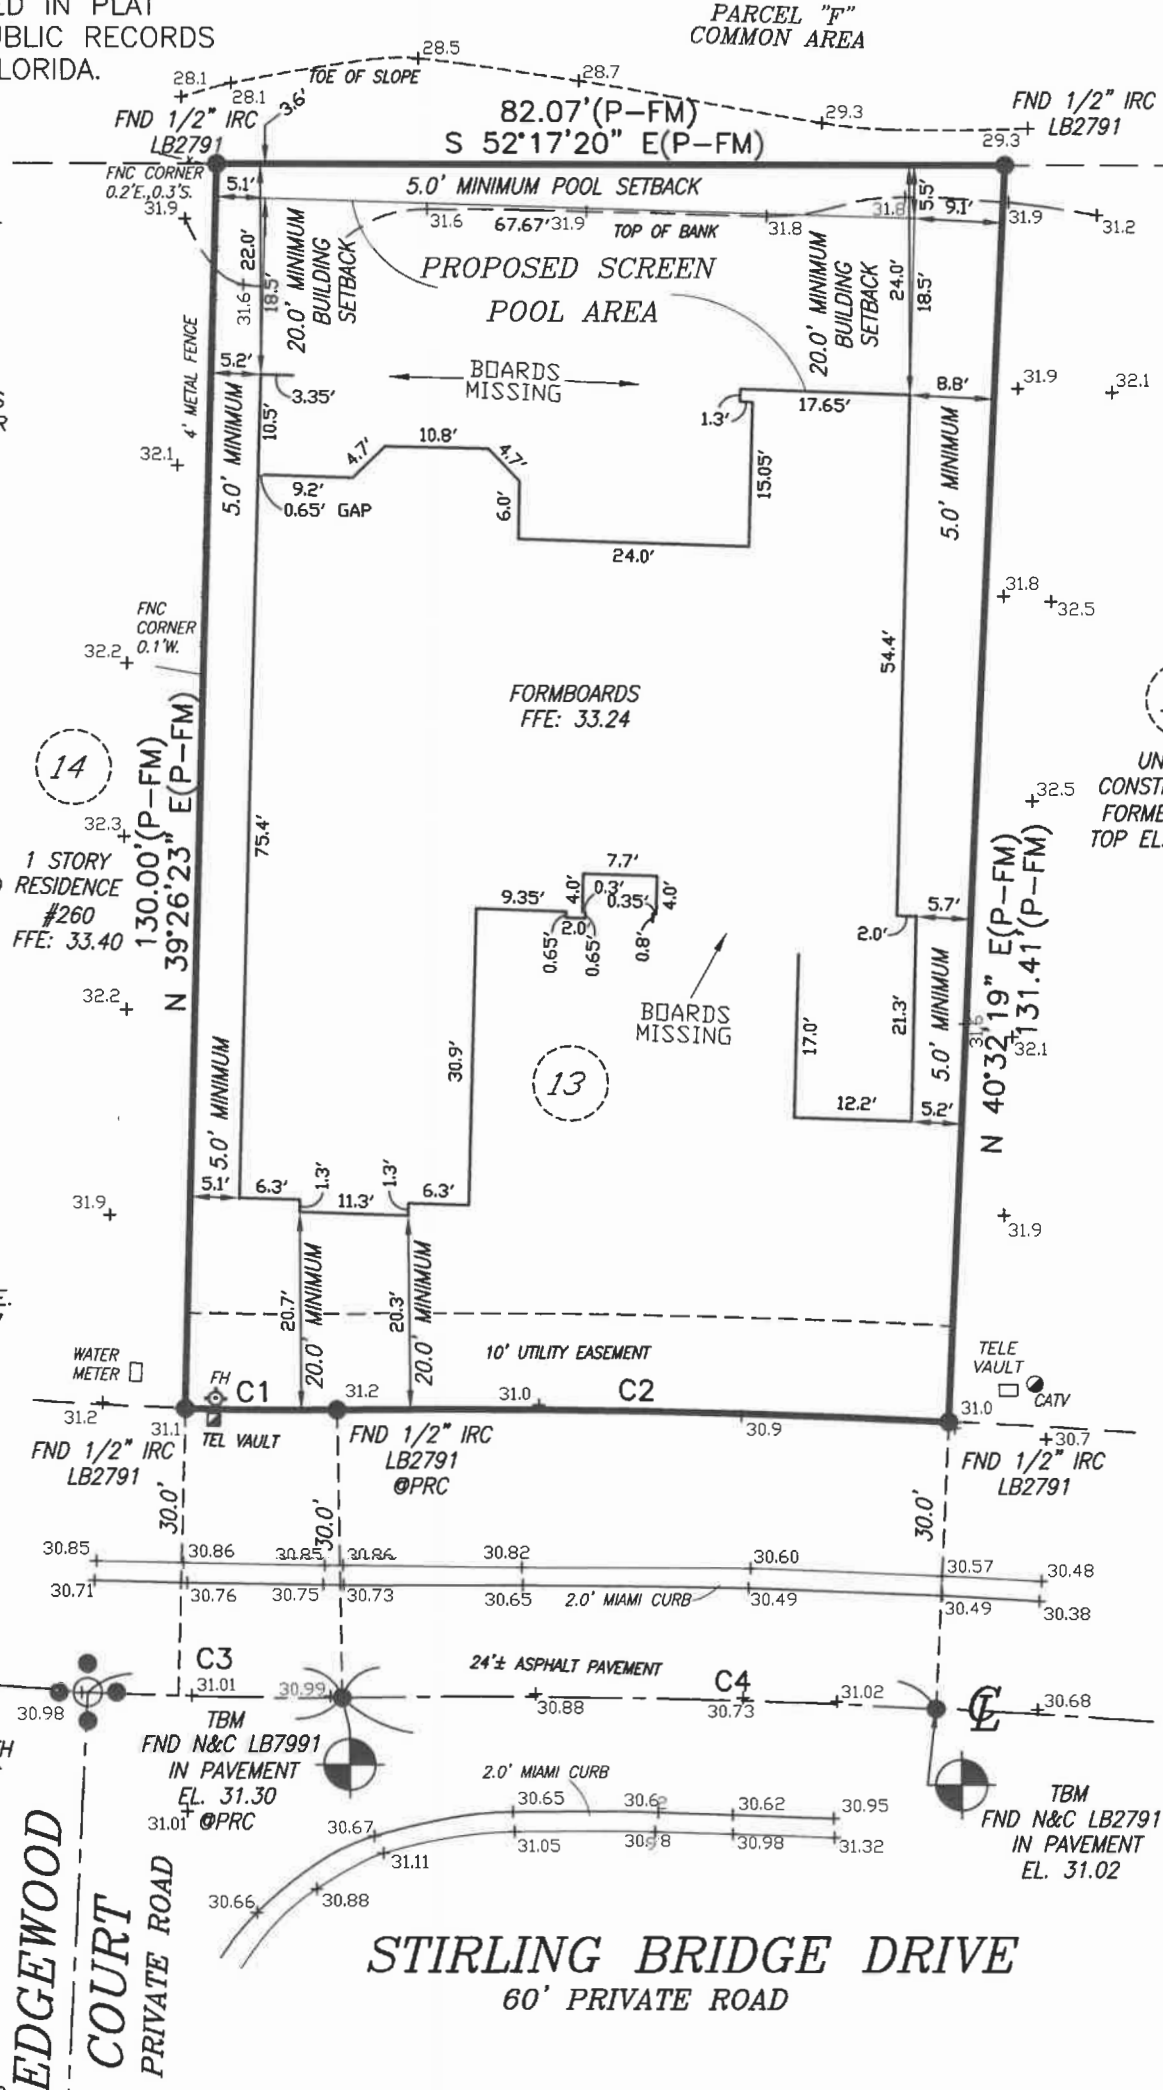 ED IN PLAT
UBLIC RECORDS
LORIDA.
PARCEL "F"
COMMON AREA
28.5
28.7
28.1
28.1
TOE OF SLOPE
3.6'
82.07'(P-FM)
29.3
FND 1/2" IRC
LB2791
FND 1/2" IRC
LB2791
S 52°17'20" E(P-FM)
29.3
FNC CORNER
0.2'E.,0.3'S.
5.1'
5.0' MINIMUM POOL SETBACK
5.5'
9.1'
31.9
31.6
67.67'
31.9
TOP OF BANK
31.8
31.8
31.9
31.2
22.0'
18.5'
31.6
20.0' MINIMUM
BUILDING
SETBACK
PROPOSED SCREEN
POOL AREA
20.0' MINIMUM
BUILDING
SETBACK
24.0'
18.5'
4' METAL FENCE
5.2'
3.35'
BOARDS
MISSING
1.3'
17.65'
8.8'
31.9
32.1
S
R
32.1
5.0' MINIMUM
10.5'
9.2'
0.65' GAP
4.7'
10.8'
4.7'
6.0'
24.0'
15.05'
5.0' MINIMUM
31.8
32.5
FNC
CORNER
0.1'W.
32.2
54.4'
FORMBOARDS
FFE: 33.24
14
130.00'(P-FM)
N 39°26'23" E(P-FM)
UN
CONST
FORME
TOP EL.
32.5
32.3
1 STORY
RESIDENCE
#260
FFE: 33.40
75.4'
7.7'
9.35'
4.0'
0.3'
0.35'
4.0'
0.65'
2.0'
0.65'
0.8'
5.7'
2.0'
N 40°32'19" E(P-FM)
131.41'(P-FM)
32.2
BOARDS
MISSING
17.0'
21.3'
5.0' MINIMUM
31.6
32.1
30.9'
13
12.2'
5.2'
5.0' MINIMUM
5.1'
6.3'
1.3'
11.3'
1.3'
6.3'
31.9
31.9
20.7'
20.0' MINIMUM
20.3'
20.0' MINIMUM
E.
10' UTILITY EASEMENT
WATER
METER
FH
C1
31.2
31.0
C2
TELE
VAULT
CATV
31.2
31.1
TEL VAULT
30.9
31.0
30.7
FND 1/2" IRC
LB2791
FND 1/2" IRC
LB2791
@PRC
FND 1/2" IRC
LB2791
30.0'
30.0'
30.0'
30.85
30.86
30.85
30.86
30.82
30.60
30.57
30.48
30.71
30.76
30.75
30.73
30.65
2.0' MIAMI CURB
30.49
30.49
30.38
C3
24'± ASPHALT PAVEMENT
C4
30.98
31.01
30.99
30.88
30.73
31.02
CL
30.68
TBM
FND N&C LB7991
IN PAVEMENT
EL. 31.30
@PRC
31.01
TH
2.0' MIAMI CURB
30.65
30.62
30.62
30.95
TBM
FND N&C LB2791
IN PAVEMENT
EL. 31.02
30.67
31.05
30.98
31.32
31.11
30.66
30.88
EDGEWOOD
COURT
PRIVATE ROAD
STIRLING BRIDGE DRIVE
60' PRIVATE ROAD